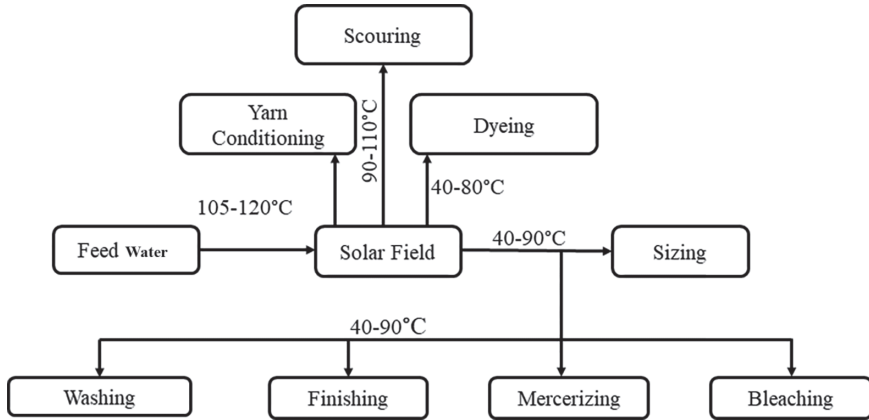 Scouring
Yarn
Conditioning
90-110°C
Dyeing
40-80°C
105-120°C
Feed Water
Solar Field
40-90°C
Sizing
40-90°C
Washing
Finishing
Mercerizing
Bleaching